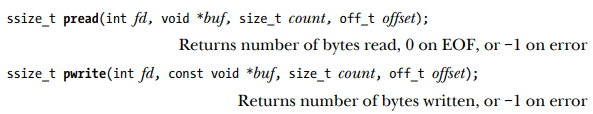 ssize_t pread(int fd, void *buf, size_t count, off_t offset);
Returns number of bytes read, 0 on EOF, or −1 on error
ssize_t pwrite(int fd, const void *buf, size_t count, off_t offset);
Returns number of bytes written, or −1 on error